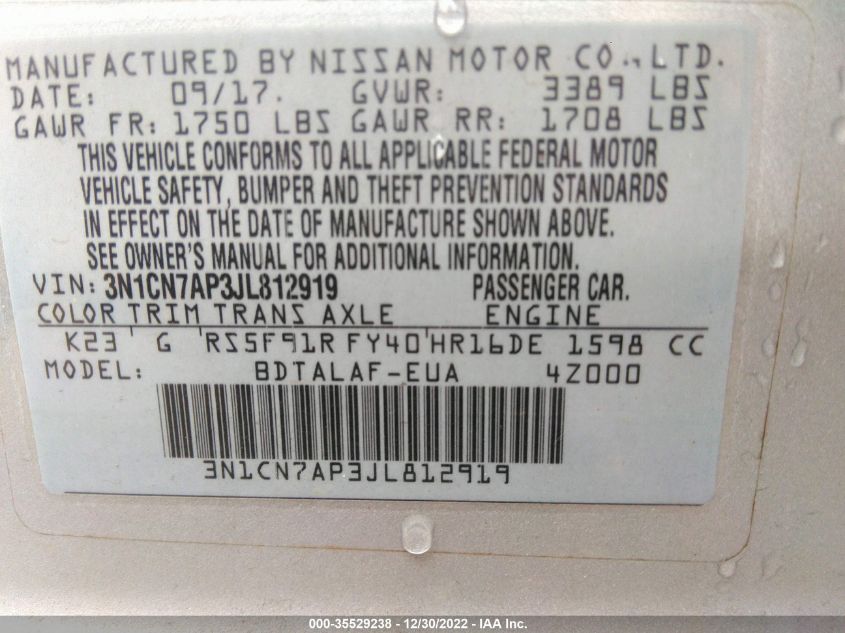 MANUFACTURED BY NISSAN MOTOR CO., LTD.
DATE: 09/17. GVWR: 3389 LBS
GAWR FR: 1750 LBS GAWR RR: 1708 LBS
THIS VEHICLE CONFORMS TO ALL APPLICABLE FEDERAL MOTOR
VEHICLE SAFETY, BUMPER AND THEFT PREVENTION STANDARDS
IN EFFECT ON THE DATE OF MANUFACTURE SHOWN ABOVE.
SEE OWNER'S MANUAL FOR ADDITIONAL INFORMATION.
VIN: 3N1CN7AP3JL812919 PASSENGER CAR.
COLOR TRIM TRANS AXLE ENGINE
K23 ' G ' RS5F91R FY40 ' HR16DE 1598 CC
MODEL: BDTALAF-EUA 4Z000
3N1CN7AP3JL812919
000-35529238 - 12/30/2022 - IAA Inc.